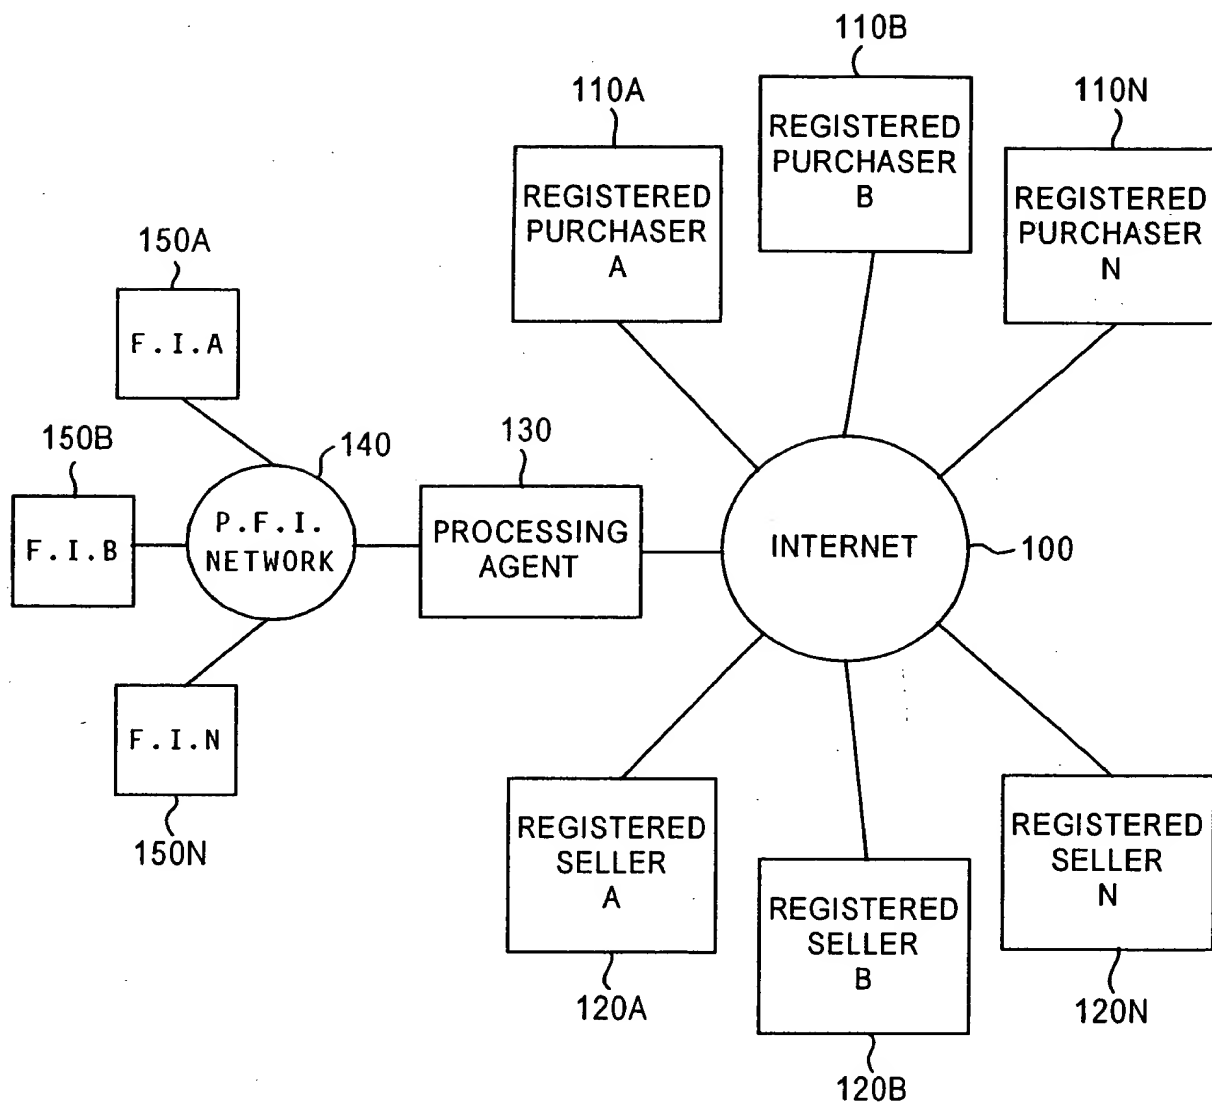 110B
110A
110N
REGISTERED
PURCHASER
B
REGISTERED
PURCHASER
A
REGISTERED
PURCHASER
N
150A
F.I.A
150B
140
130
F.I.B
P.F.I.
NETWORK
PROCESSING
AGENT
INTERNET
100
F.I.N
150N
REGISTERED
SELLER
A
REGISTERED
SELLER
B
REGISTERED
SELLER
N
120A
120B
120N